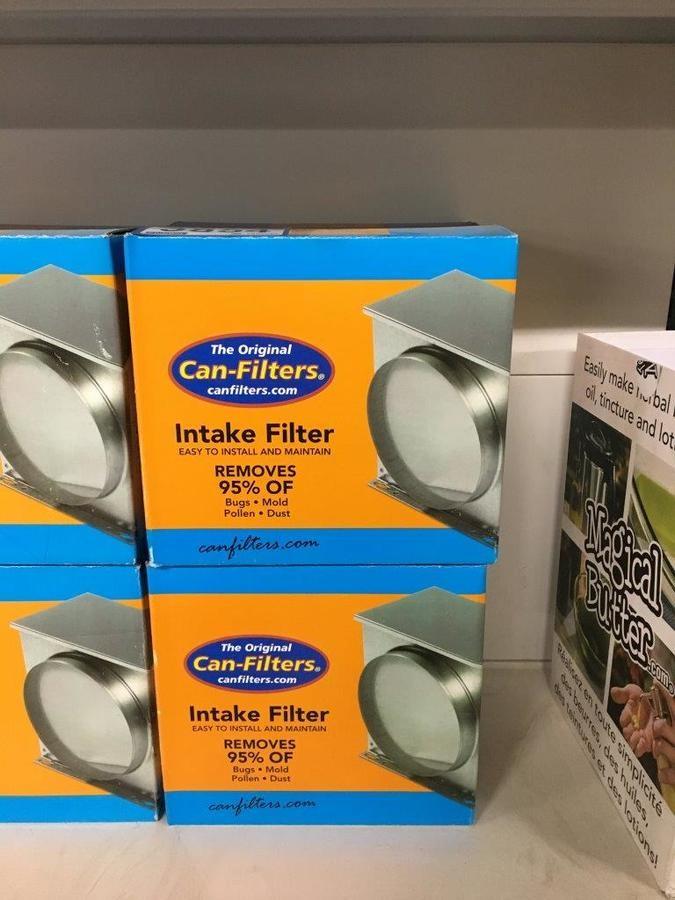 The Original
Can-Filters®
canfilters.com
Intake Filter
EASY TO INSTALL AND MAINTAIN
REMOVES
95% OF
Bugs • Mold
Pollen • Dust
canfilters.com
The Original
Can-Filters®
canfilters.com
Intake Filter
EASY TO INSTALL AND MAINTAIN
REMOVES
95% OF
Bugs • Mold
Pollen • Dust
canfilters.com
Easily make
oil, tincture and
Magical
Butter.com
Réalisez en toute simplicité
des beurres, des huiles,
des teintures et des lotions!